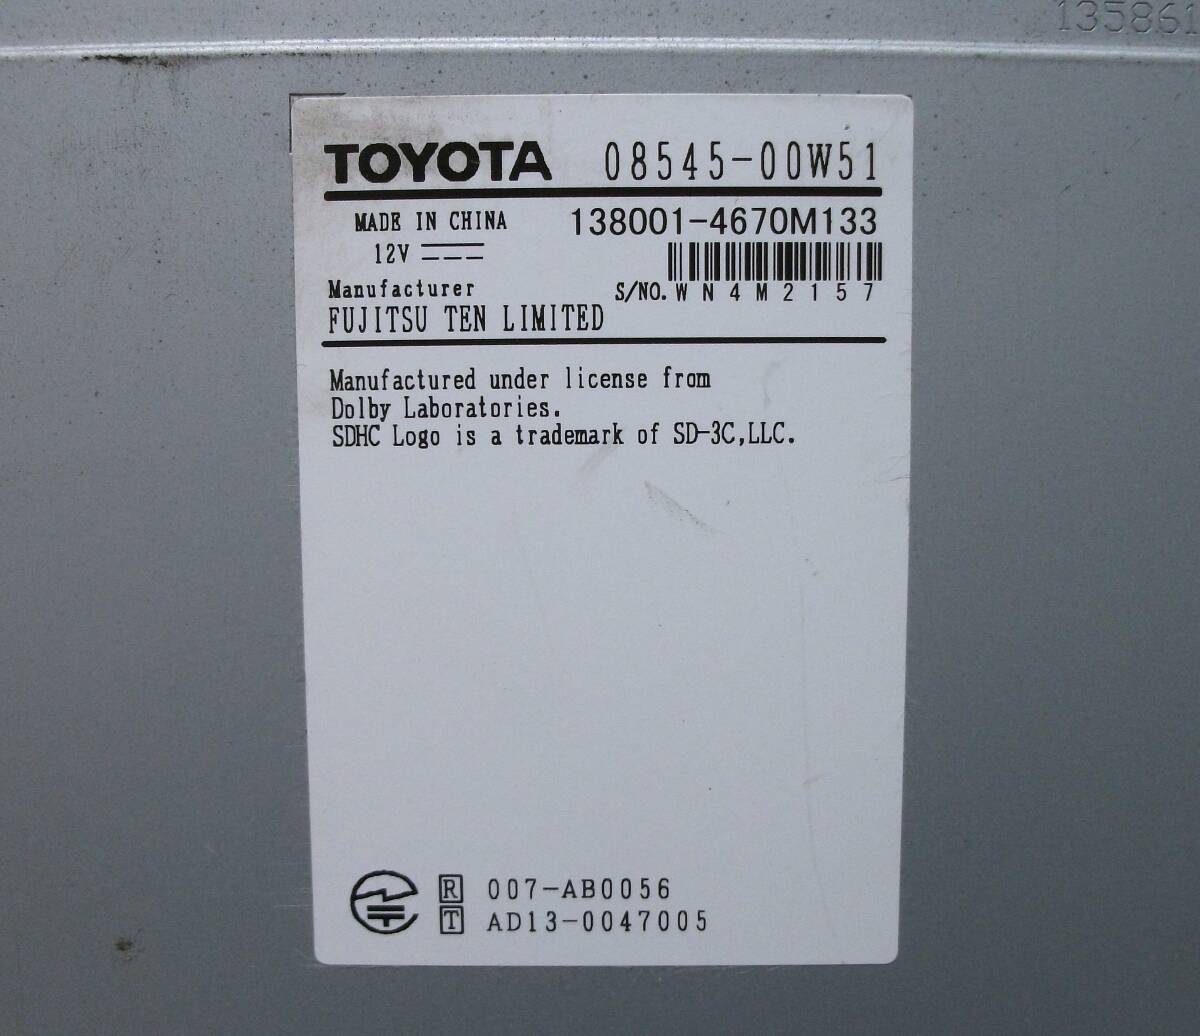 135861
TOYOTA 08545-00W51
MADE IN CHINA 138001-4670M133
12V
Manufacturer S/NO. WN4M2157
FUJITSU TEN LIMITED
Manufactured under license from
Dolby Laboratories.
SDHC Logo is a trademark of SD-3C,LLC.
R 007-AB0056
T AD13-0047005